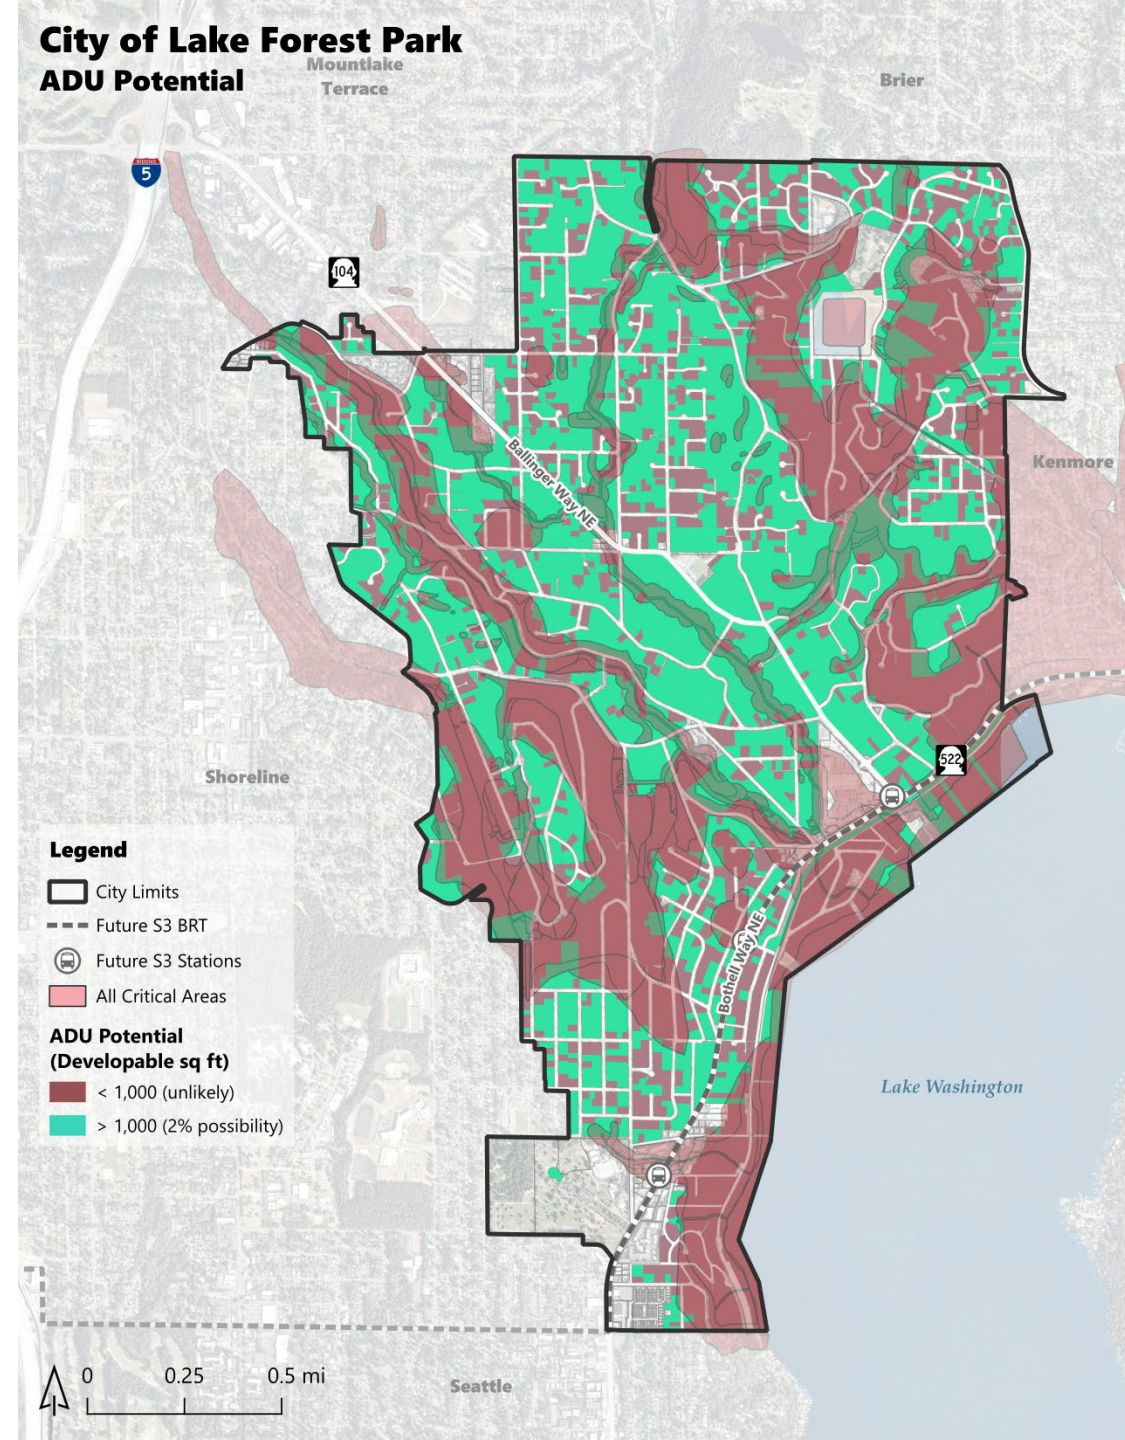 City of Lake Forest Park
ADU Potential
Mountlake
Terrace
Brier
INTERSTATE
5
104
Ballinger Way NE
Kenmore
522
Shoreline
Legend
City Limits
Future S3 BRT
Future S3 Stations
All Critical Areas
ADU Potential
(Developable sq ft)
< 1,000 (unlikely)
> 1,000 (2% possibility)
Bothell Way NE
Lake Washington
0 0.25 0.5 mi
Seattle